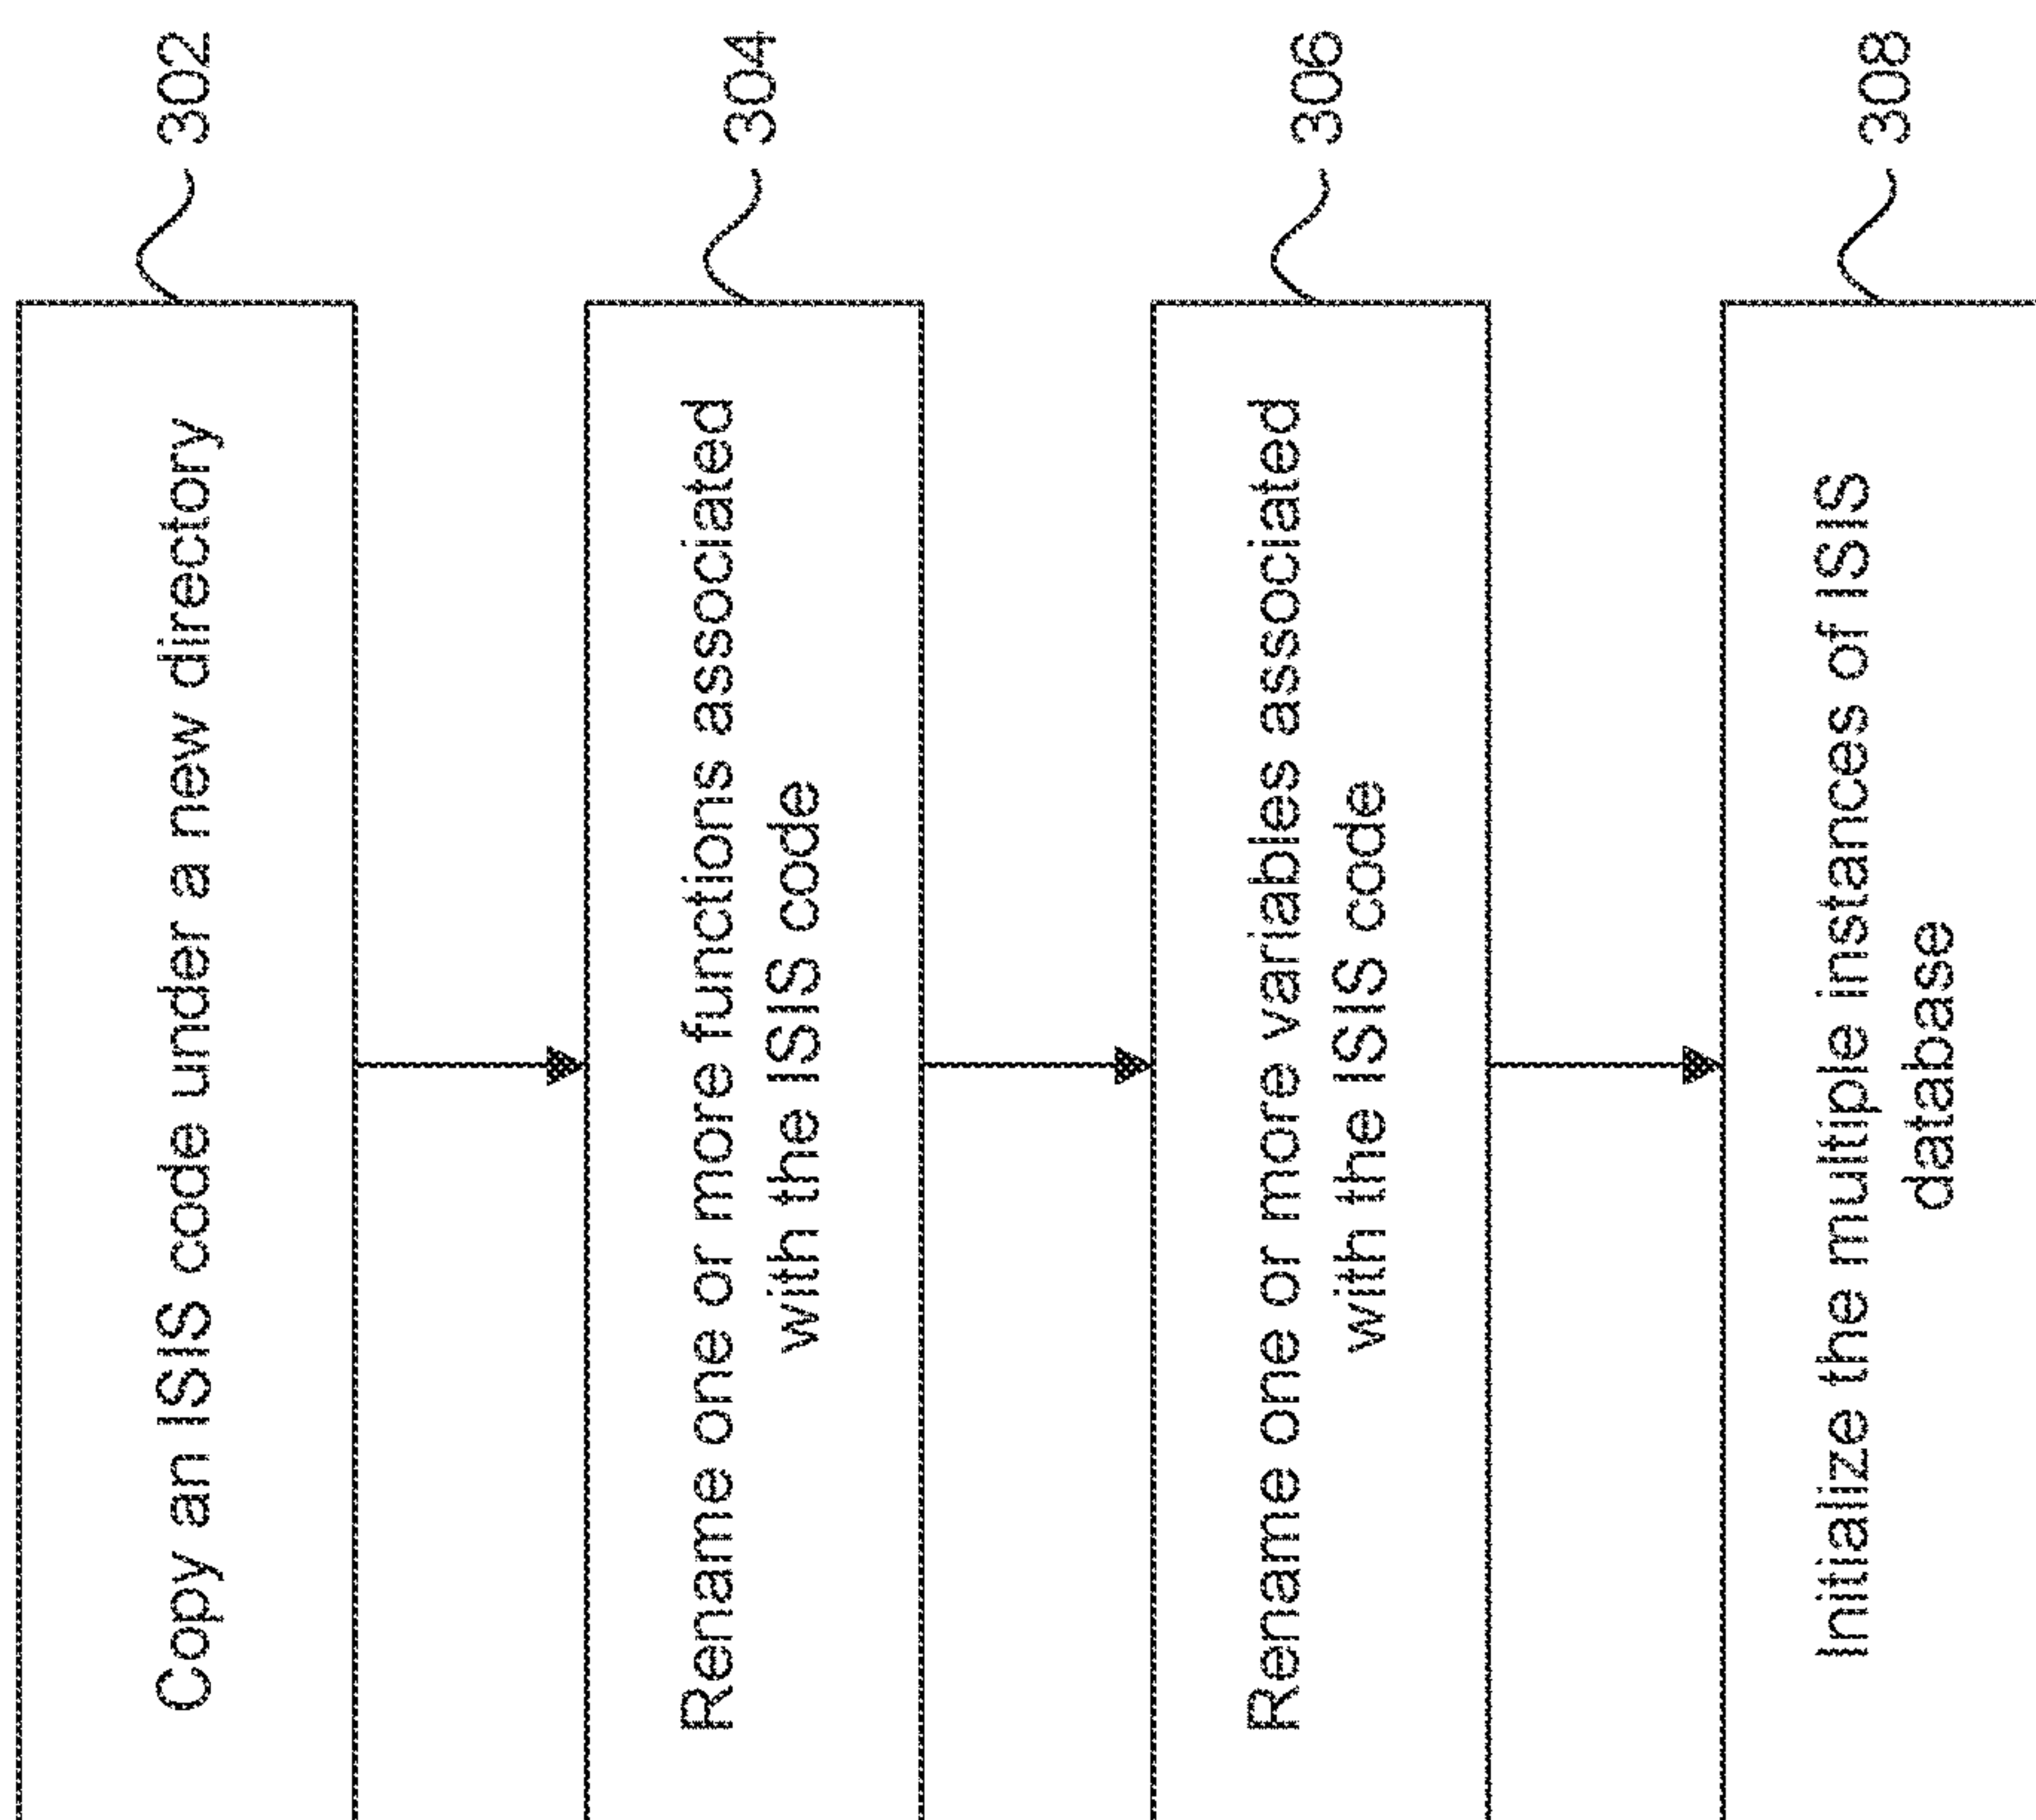 Copy an ISIS code under a new directory
302
Rename one or more functions associated
with the ISIS code
304
Rename one or more variables associated
with the ISIS code
306
Initialize the multiple instances of ISIS
database
308